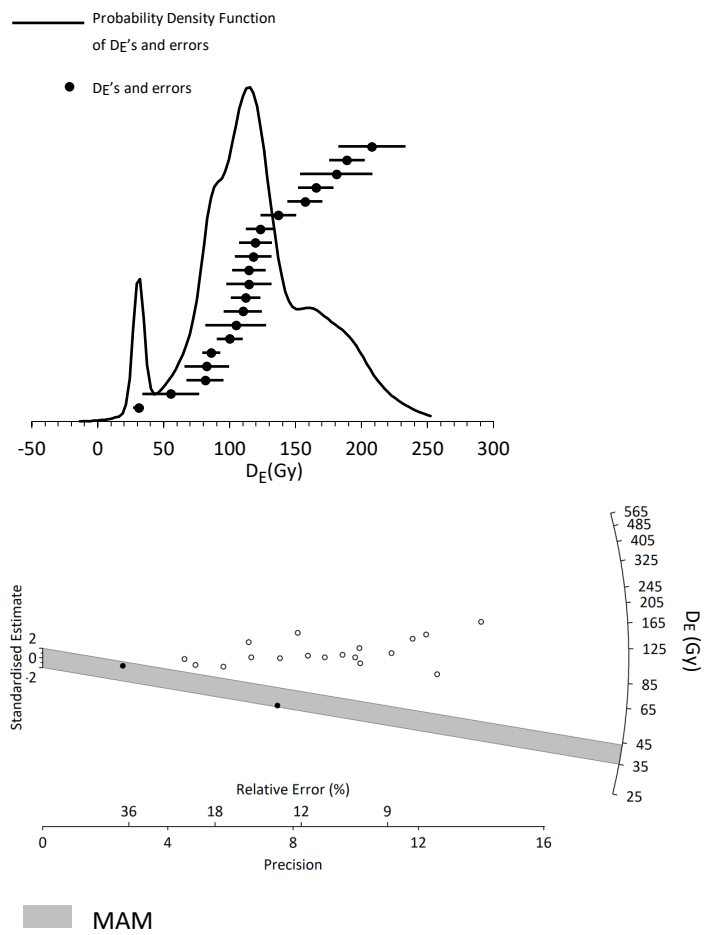 Probability Density Function
of DE's and errors
DE's and errors
-50 0 50 100 150 200 250 300
DE(Gy)
565
485
405
325
245
205
165
125
85
65
45
35
25
DE (Gy)
Standardised Estimate
2
0
-2
Relative Error (%)
36 18 12 9
0 4 8 12 16
Precision
MAM